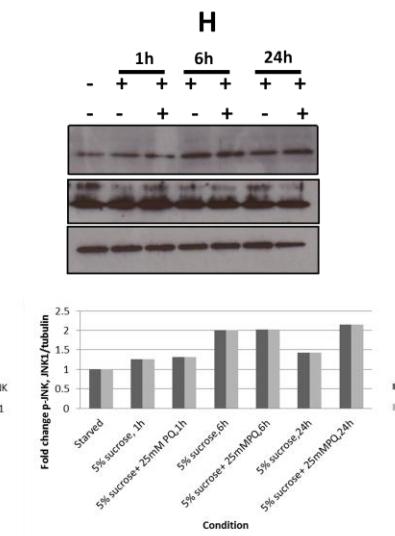 H
1h 6h 24h
- + + + + + +
- - + - + - +
Fold change p-JNK, JNK1/tubulin
2.5
2
1.5
1
0.5
0
NK
1
Starved
5% sucrose, 1h
5% sucrose+ 25mM PQ,1h
5% sucrose,6h
5% sucrose+ 25mMPQ,6h
5% sucrose,24h
5% sucrose+ 25mMPQ,24h
Condition